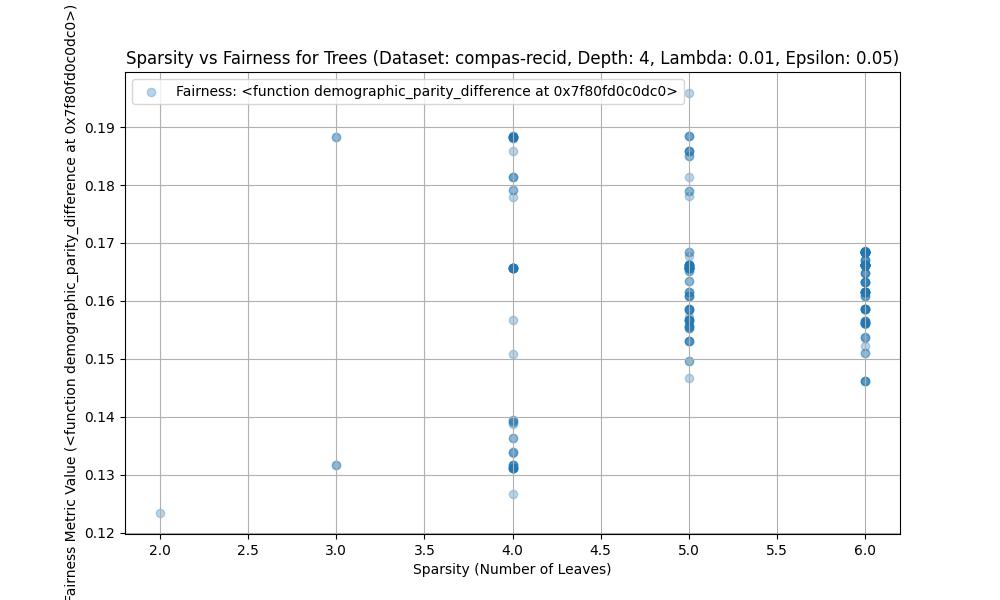 Sparsity vs Fairness for Trees (Dataset: compas-recid, Depth: 4, Lambda: 0.01, Epsilon: 0.05)
Fairness: <function demographic_parity_difference at 0x7f80fd0c0dc0>
Fairness Metric Value (<function demographic_parity_difference at 0x7f80fd0c0dc0>)
0.19
0.18
0.17
0.16
0.15
0.14
0.13
0.12
2.0 2.5 3.0 3.5 4.0 4.5 5.0 5.5 6.0
Sparsity (Number of Leaves)